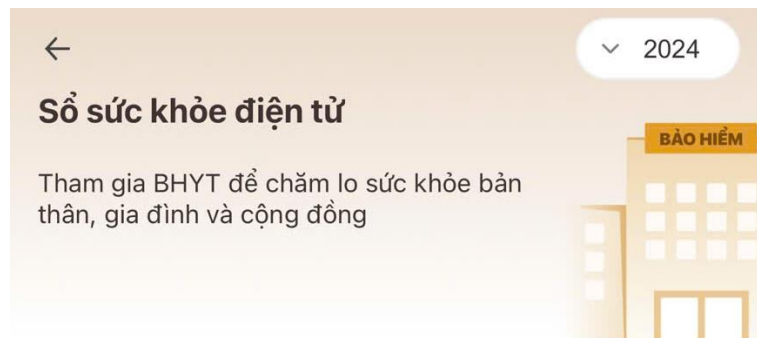 2024
Sổ sức khỏe điện tử
BẢO HIỂM
Tham gia BHYT để chăm lo sức khỏe bản
thân, gia đình và cộng đồng